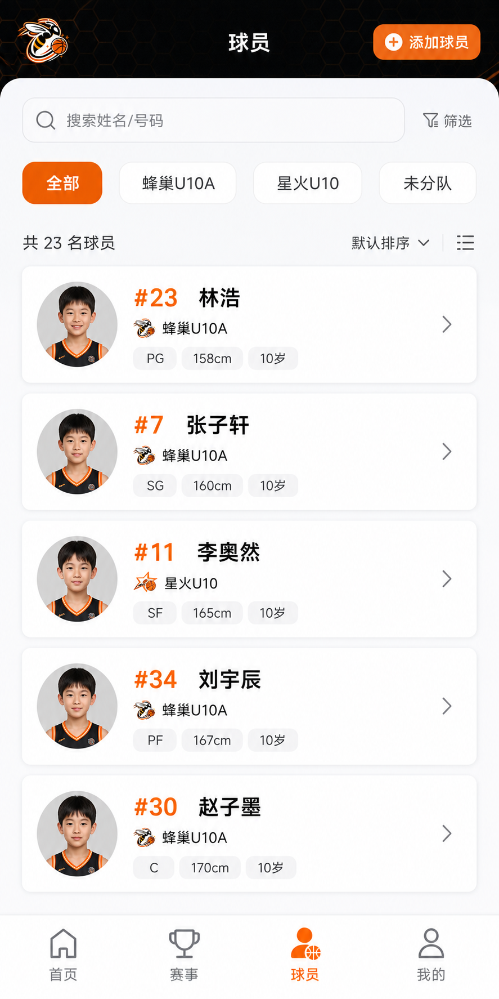 球员
添加球员
搜索姓名/号码
筛选
全部
蜂巢U10A
星火U10
未分队
共 23 名球员
默认排序
#23 林浩
蜂巢U10A
PG 158cm 10岁
#7 张子轩
蜂巢U10A
SG 160cm 10岁
#11 李奥然
星火U10
SF 165cm 10岁
#34 刘宇辰
蜂巢U10A
PF 167cm 10岁
#30 赵子墨
蜂巢U10A
C 170cm 10岁
首页
赛事
球员
我的